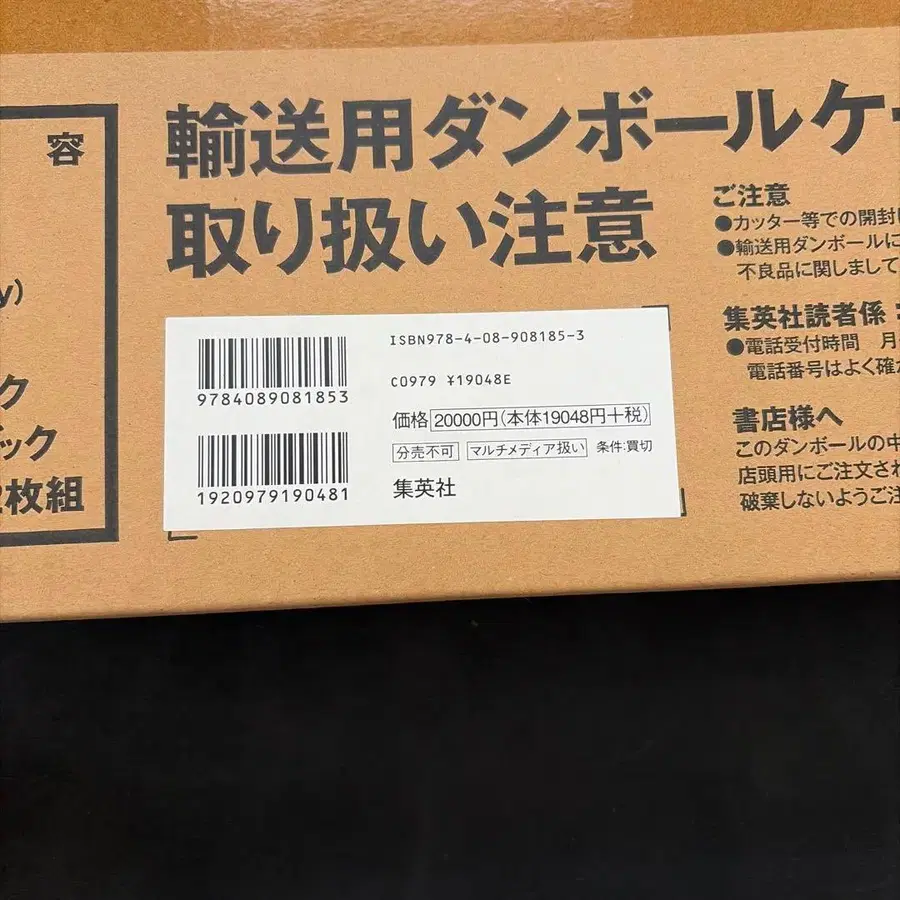 容
y)
ク
ック
枚組
輸送用ダンボールケー
取り扱い注意
ISBN978-4-08-908185-3
C0979 ¥19048E
9784089081853
価格 20000円(本体19048円+税)
分売不可 マルチメディア扱い 条件:買切
1920979190481
集英社
ご注意
●カッター等での開封
●輸送用ダンボールに
不良品に関しまして
集英社読者係
●電話受付時間 月
電話番号はよく確
書店様へ
このダンボールの中
店頭用にご注文され
破棄しないようご注